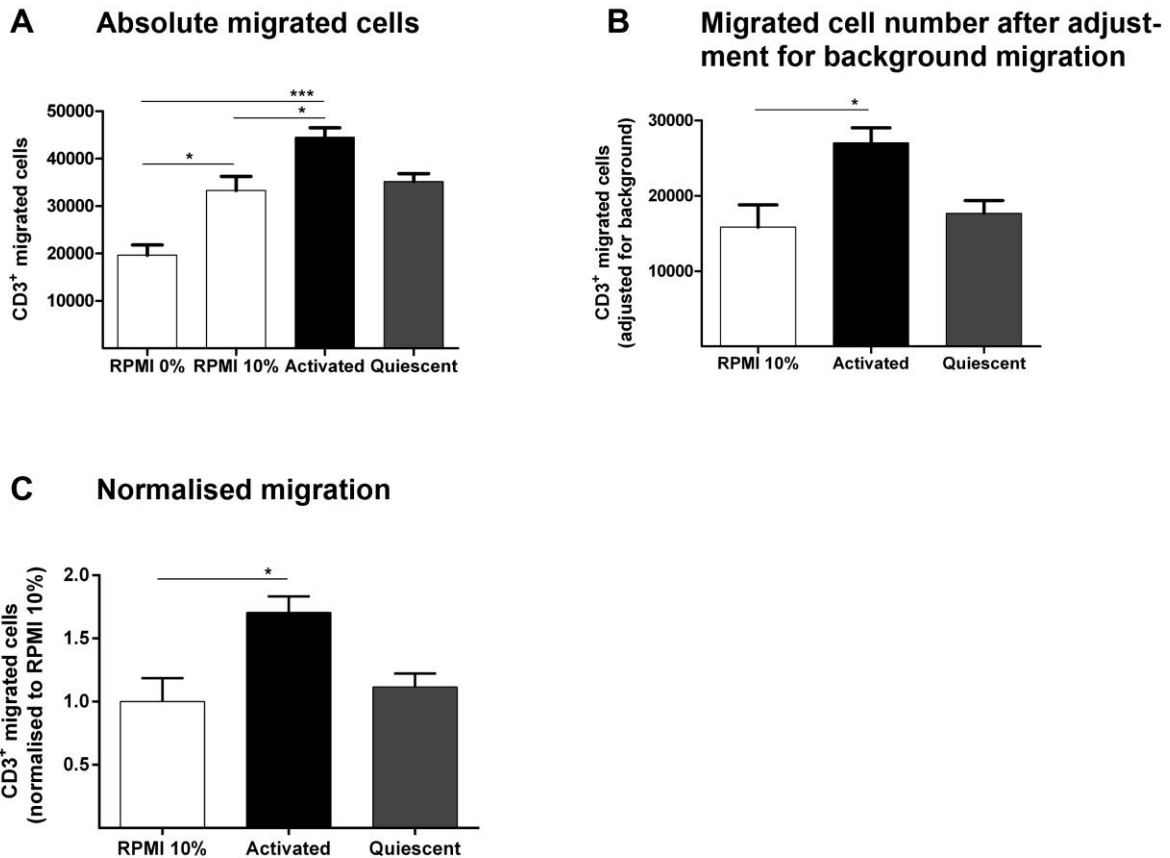 A Absolute migrated cells
CD3⁺ migrated cells
50000
40000
30000
20000
10000
***
*
*
RPMI 0% RPMI 10% Activated Quiescent
B Migrated cell number after adjust-
ment for background migration
CD3⁺ migrated cells
(adjusted for background)
30000
20000
10000
*
RPMI 10% Activated Quiescent
C Normalised migration
CD3⁺ migrated cells
(normalised to RPMI 10%)
2.0
1.5
1.0
0.5
*
RPMI 10% Activated Quiescent